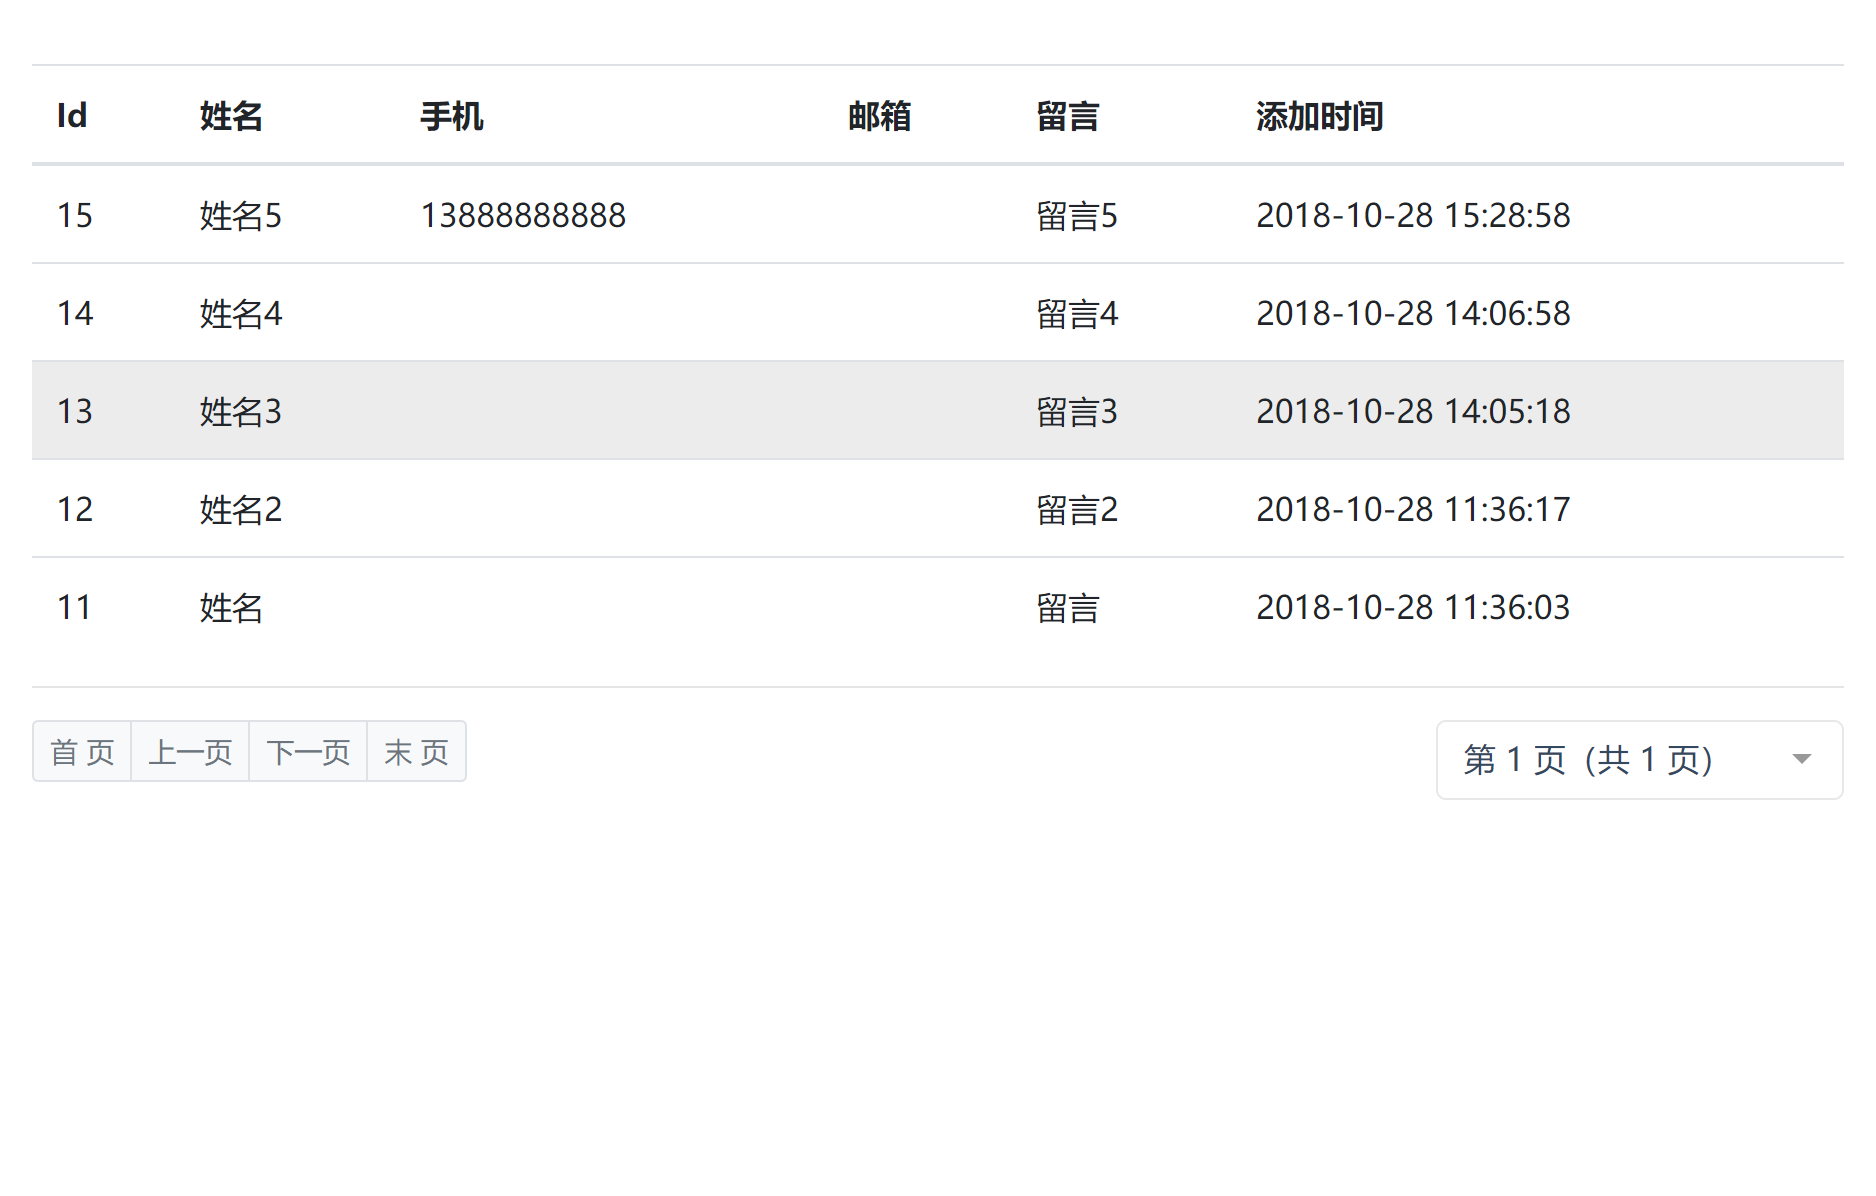 Id 姓名 手机 邮箱 留言 添加时间
15 姓名5 13888888888 留言5 2018-10-28 15:28:58
14 姓名4 留言4 2018-10-28 14:06:58
13 姓名3 留言3 2018-10-28 14:05:18
12 姓名2 留言2 2018-10-28 11:36:17
11 姓名 留言 2018-10-28 11:36:03
首 页 上一页 下一页 末 页 第 1 页 (共 1 页)